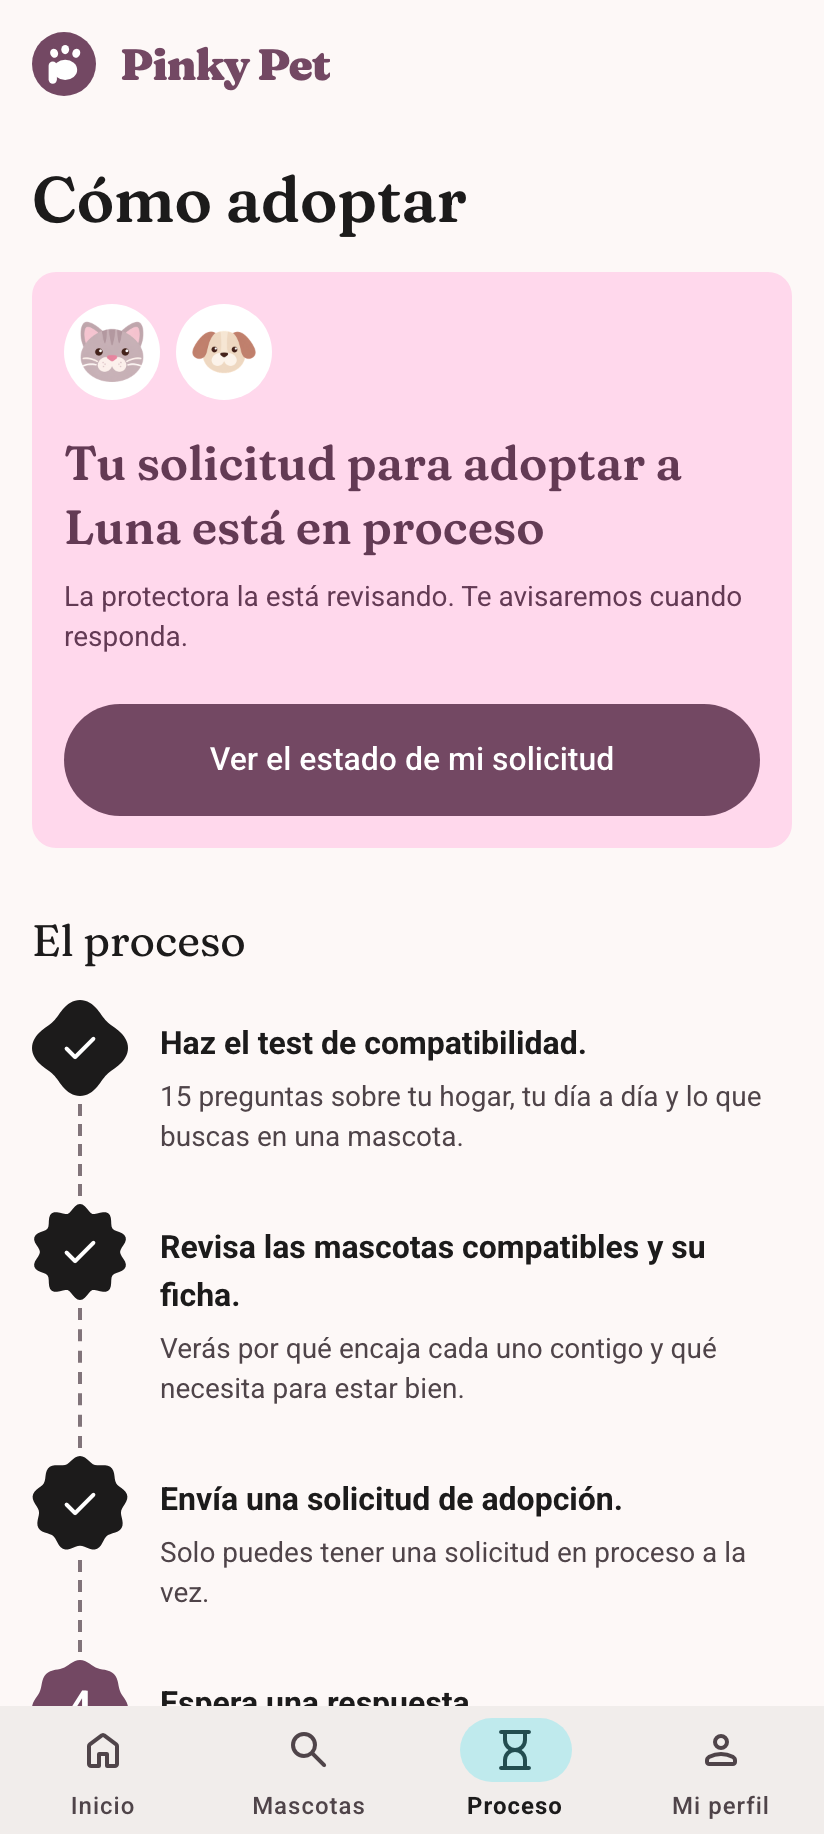 Pinky Pet
Cómo adoptar
Tu solicitud para adoptar a
Luna está en proceso
La protectora la está revisando. Te avisaremos cuando
responda.
Ver el estado de mi solicitud
El proceso
Haz el test de compatibilidad.
15 preguntas sobre tu hogar, tu día a día y lo que
buscas en una mascota.
Revisa las mascotas compatibles y su
ficha.
Verás por qué encaja cada uno contigo y qué
necesita para estar bien.
Envía una solicitud de adopción.
Solo puedes tener una solicitud en proceso a la
vez.
4
Espera una respuesta
Inicio
Mascotas
Proceso
Mi perfil